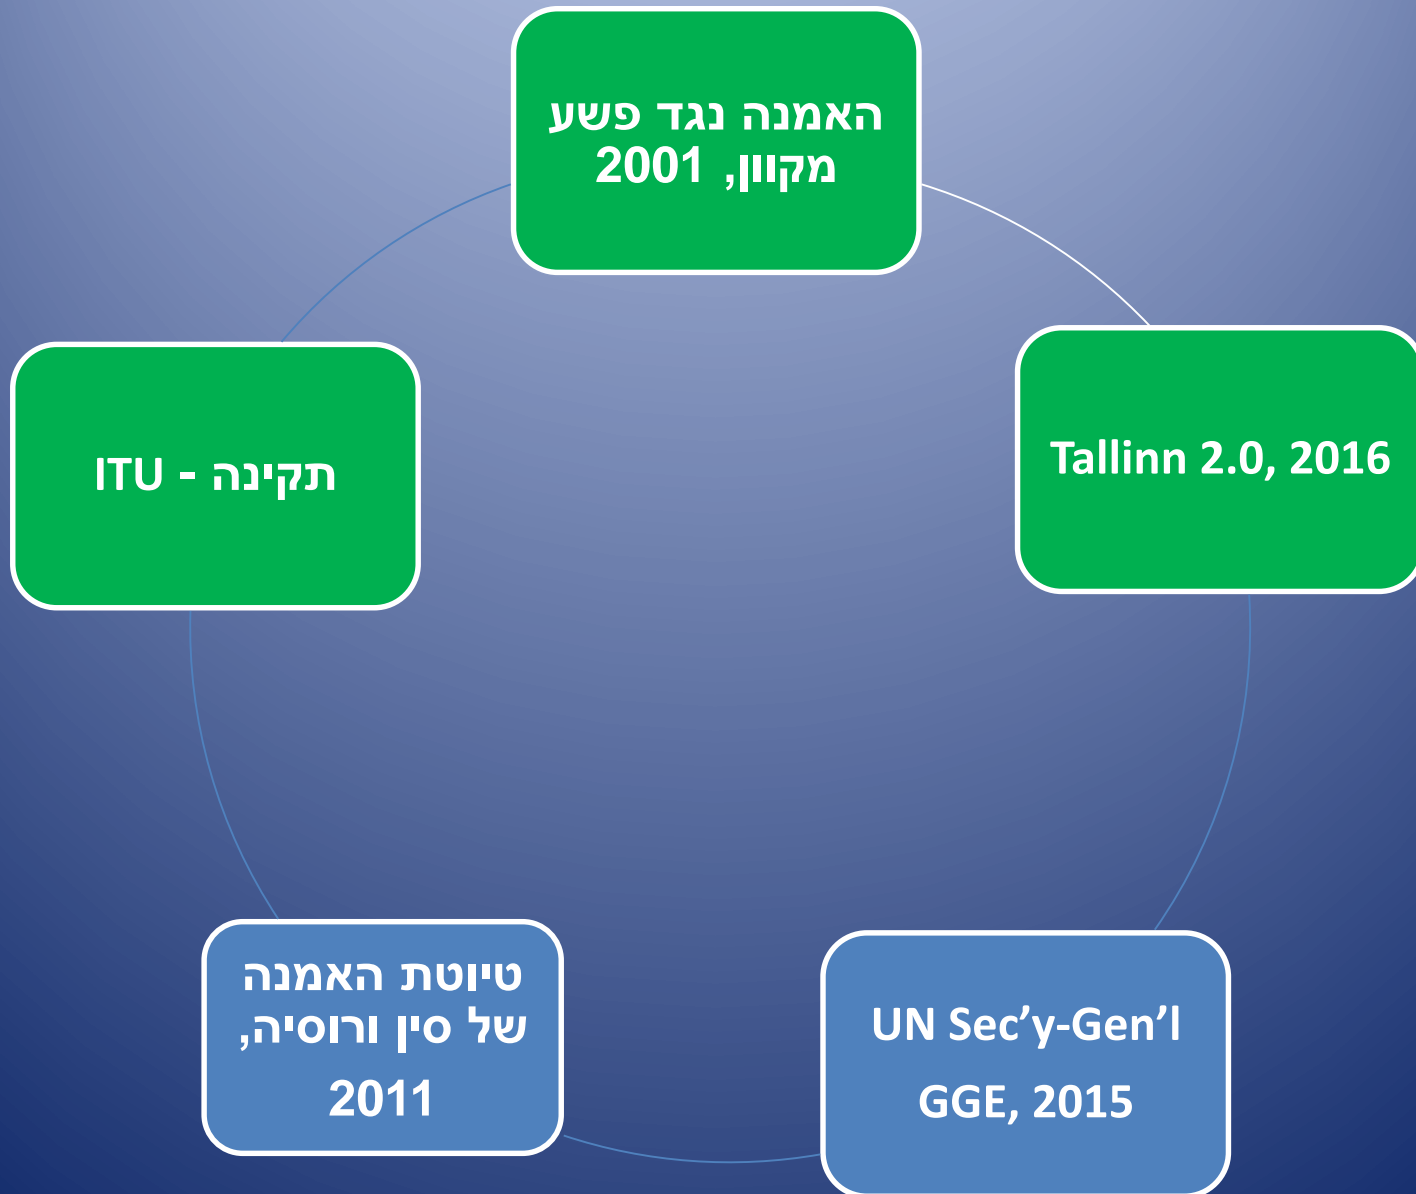 האמנה נגד פשע
מקוון, 2001
Tallinn 2.0, 2016
UN Sec’y-Gen’l
GGE, 2015
טיוטת האמנה
של סין ורוסיה,
2011
תקינה - ITU